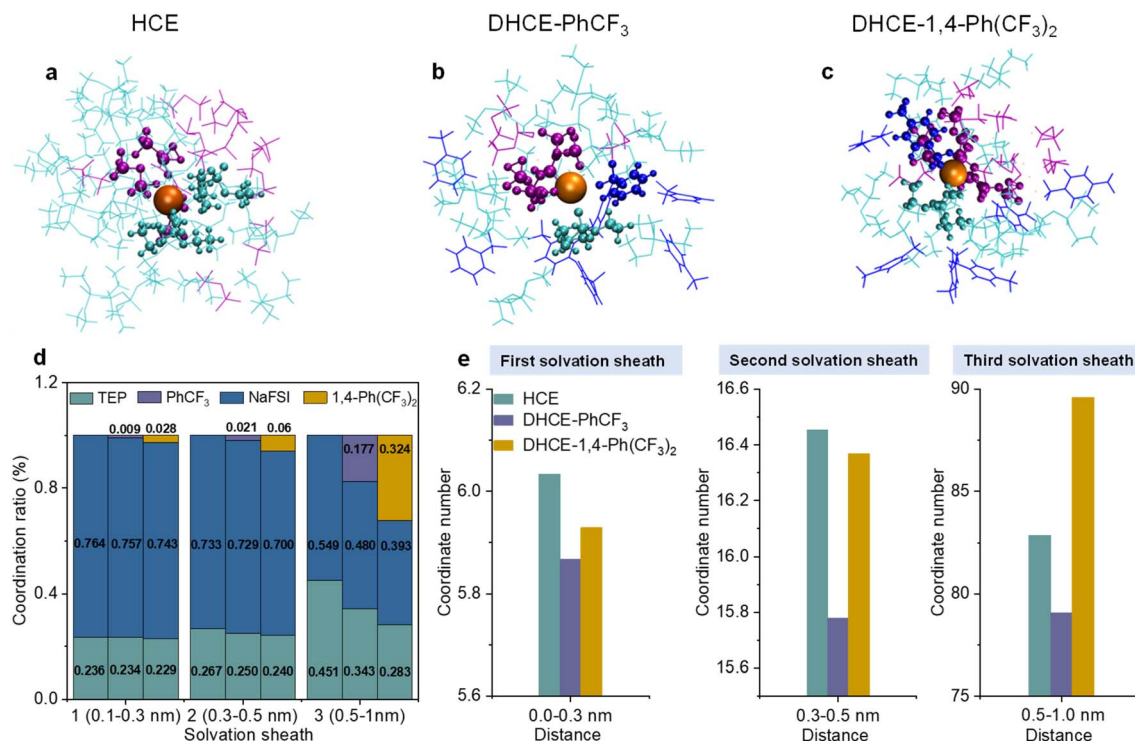 HCE
DHCE-PhCF₃
DHCE-1,4-Ph(CF₃)₂
a
b
c
d
1.2
0.8
0.4
0.0
Coordination ratio (%)
TEP PhCF₃ NaFSI 1,4-Ph(CF₃)₂
0.009 0.028 0.021 0.06
0.177 0.324
0.764 0.757 0.743 0.733 0.729 0.700 0.549 0.480 0.393
0.236 0.234 0.229 0.267 0.250 0.240 0.451 0.343 0.283
1 (0.1-0.3 nm) 2 (0.3-0.5 nm) 3 (0.5-1nm)
Solvation sheath
e
First solvation sheath
6.2
6.0
5.8
5.6
Coordinate number
HCE
DHCE-PhCF₃
DHCE-1,4-Ph(CF₃)₂
0.0-0.3 nm
Distance
Second solvation sheath
16.6
16.4
16.2
16.0
15.8
15.6
Coordinate number
0.3-0.5 nm
Distance
Third solvation sheath
90
85
80
75
Coordinate number
0.5-1.0 nm
Distance